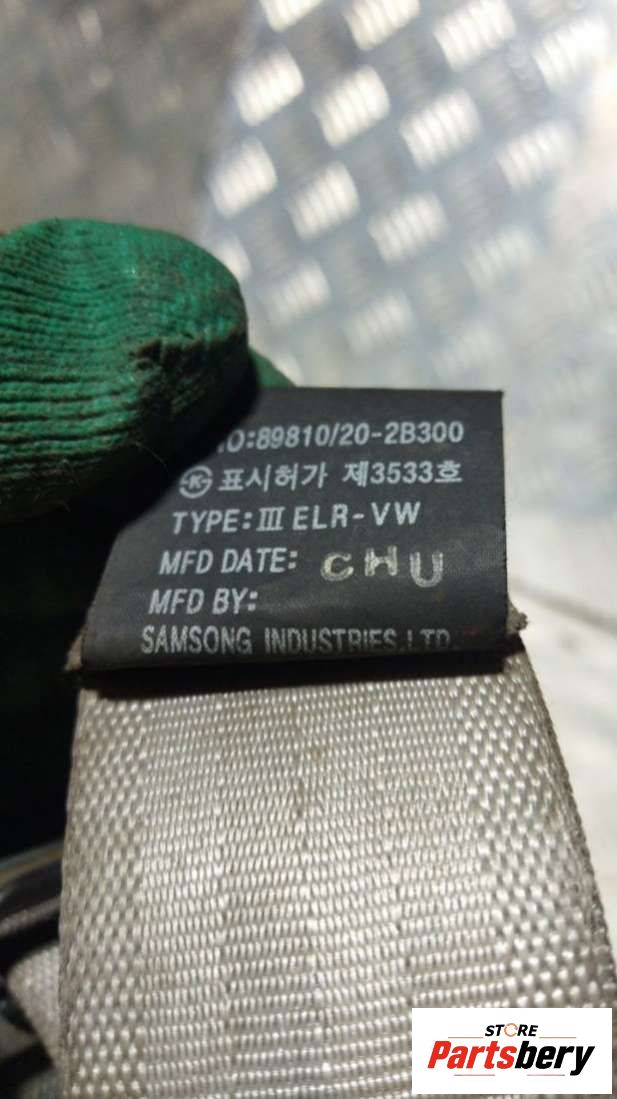 .O:89810/20-2B300
K 표시허가 제3533호
TYPE:Ⅲ ELR-VW
MFD DATE: CHU
MFD BY:
SAMSONG INDUSTRIES.LTD.
STORE
Partsbery